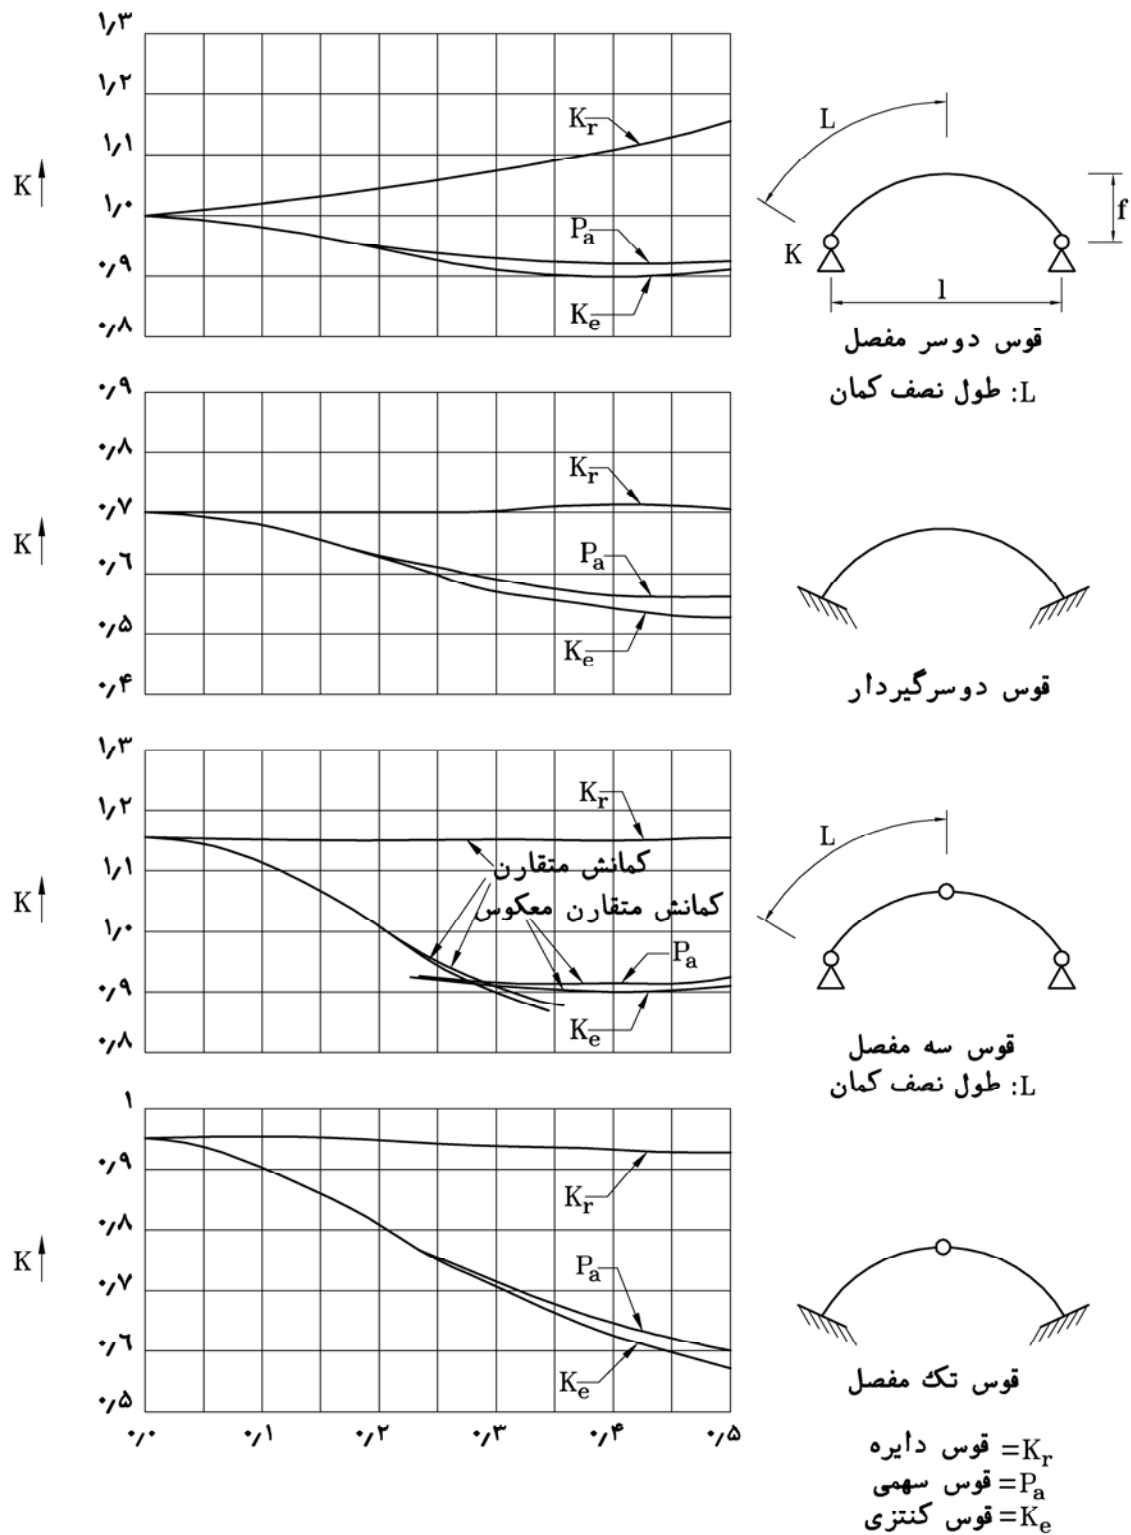 ۱٫۳
۱٫۲
۱٫۱
۱٫۰
۰٫۹
۰٫۸
K
Kr
Pa
Ke
L
f
K
l
قوس دوسر مفصل
L: طول نصف کمان
۰٫۹
۰٫۸
۰٫۷
۰٫۶
۰٫۵
۰٫۴
K
Kr
Pa
Ke
قوس دوسرگیردار
۱٫۳
۱٫۲
۱٫۱
۱٫۰
۰٫۹
۰٫۸
K
Kr
کمانش متقارن
کمانش متقارن معکوس
Pa
Ke
L
قوس سه مفصل
L: طول نصف کمان
۱
۰٫۹
۰٫۸
۰٫۷
۰٫۶
۰٫۵
K
Kr
Pa
Ke
۰٫۰ ۰٫۱ ۰٫۲ ۰٫۳ ۰٫۴ ۰٫۵
قوس تک مفصل
Kr= قوس دایره
Pa= قوس سهمی
Ke= قوس کنتزی